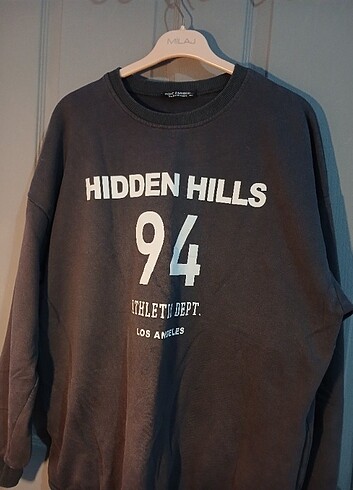 MILAJ
HIDDEN HILLS
94
ATHLETIC DEPT.
LOS ANGELES